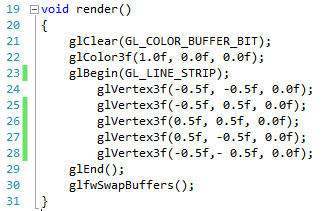 19 void render()
20 {
21 glClear(GL_COLOR_BUFFER_BIT);
22 glColor3f(1.0f, 0.0f, 0.0f);
23 glBegin(GL_LINE_STRIP);
24 glVertex3f(-0.5f, -0.5f, 0.0f);
25 glVertex3f(-0.5f, 0.5f, 0.0f);
26 glVertex3f(0.5f, 0.5f, 0.0f);
27 glVertex3f(0.5f, -0.5f, 0.0f);
28 glVertex3f(-0.5f,- 0.5f, 0.0f);
29 glEnd();
30 glfwSwapBuffers();
31 }